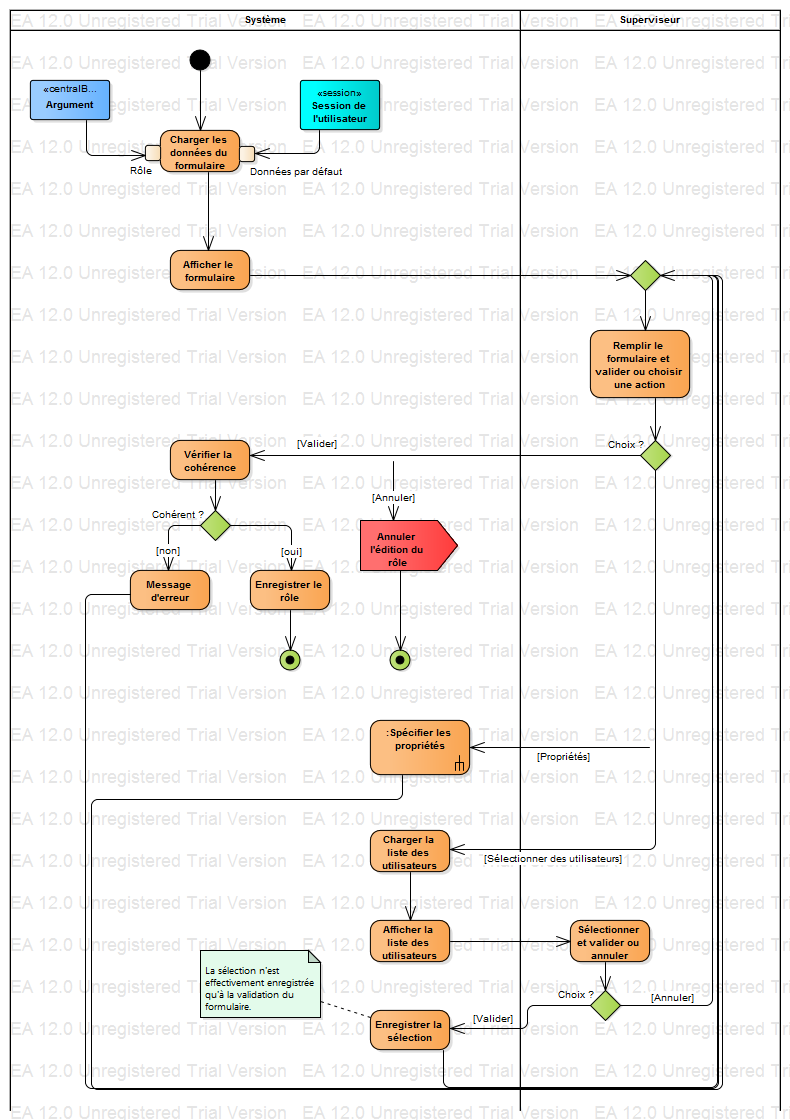 Système
Superviseur
EA 12.0 Unregistered Trial Version
«centralB...
Argument
«session»
Session de
l'utilisateur
Charger les
données du
formulaire
Rôle
Données par défaut
Afficher le
formulaire
Remplir le
formulaire et
valider ou choisir
une action
Choix ?
[Valider]
Vérifier la
cohérence
[Annuler]
Cohérent ?
Annuler
l'édition du
rôle
[non]
[oui]
Message
d'erreur
Enregistrer le
rôle
:Spécifier les
propriétés
[Propriétés]
Charger la
liste des
utilisateurs
[Sélectionner des utilisateurs]
Afficher la
liste des
utilisateurs
Sélectionner
et valider ou
annuler
La sélection n'est
effectivement enregistrée
qu'à la validation du
formulaire.
Choix ?
[Annuler]
[Valider]
Enregistrer la
sélection